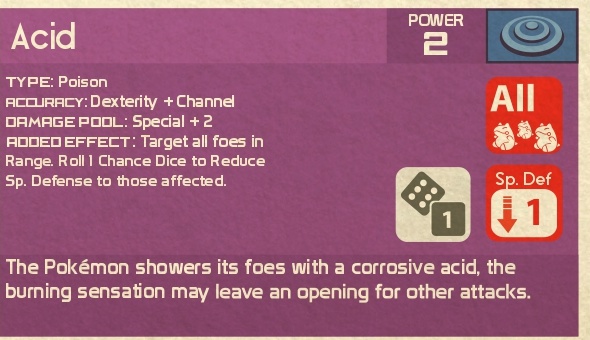 Acid
POWER
2
TYPE: Poison
ACCURACY: Dexterity + Channel
DAMAGE POOL: Special + 2
ADDED EFFECT: Target all foes in
Range. Roll 1 Chance Dice to Reduce
Sp. Defense to those affected.
All
1
Sp. Def
1
The Pokémon showers its foes with a corrosive acid, the
burning sensation may leave an opening for other attacks.